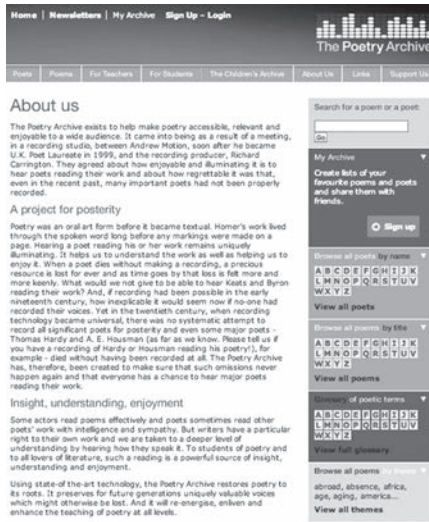 Home | Newsletters | My Archive Sign Up - Login
The Poetry Archive
Poets Poems For Teachers For Students The Children's Archive About Us Links Support Us
About us
The Poetry Archive exists to help make poetry accessible, relevant and
enjoyable to a wide audience. It came into being as a result of a meeting,
in a recording studio, between Andrew Motion, soon after he became
U.K. Poet Laureate in 1999, and the recording producer, Richard
Carrington. They agreed about how enjoyable and illuminating it is to
hear poets reading their work and about how regrettable it was that,
even in the recent past, many important poets had not been properly
recorded.
A project for posterity
Poetry was an oral art form before it became textual. Homer's work lived
through the spoken word long before any markings were made on a
page. Hearing a poet reading his or her work remains uniquely
illuminating. It helps us to understand the work as well as helping us to
enjoy it. When a poet dies without making a recording, a precious
resource is lost for ever and as time goes by that loss is felt more and
more keenly. What would we not give to be able to hear Keats and Byron
reading their work? And, if recording had been possible in the early
nineteenth century, how inexplicable it would seem now if no-one had
recorded their voices. Yet in the twentieth century, when recording
technology became universal, there was no systematic attempt to
record all significant poets for posterity and even some major poets -
Thomas Hardy and A. E. Housman (as far as we know. Please tell us if
you have a recording of Hardy or Housman reading his poetry!), for
example - died without having been recorded at all. The Poetry Archive
has, therefore, been created to make sure that such omissions never
happen again and that everyone has a chance to hear major poets
reading their work.
Insight, understanding, enjoyment
Some actors read poems effectively and poets sometimes read other
poets' work with intelligence and sympathy. But writers have a particular
right to their own work and we are taken to a deeper level of
understanding by hearing how they speak it. To students of poetry and
to all lovers of literature, such a reading is a powerful source of insight,
understanding and enjoyment.
Using state-of-the-art technology, the Poetry Archive restores poetry to
its roots. It preserves for future generations uniquely valuable voices
which might otherwise be lost. And it will re-energise, enliven and
enhance the teaching of poetry at all levels.
Search for a poem or a poet:
Go
My Archive
Create lists of your
favourite poems and poets
and share them with
friends.
Sign up
Browse all poets by name
A B C D E F G H I J K
L M N O P Q R S T U V
W X Y Z
View all poets
Browse all poems by title
A B C D E F G H I J K
L M N O P Q R S T U V
W X Y Z
View all poems
Glossary of poetic terms
A B C D E F G H I J K
L M N O P Q R S T U V
W X Y Z
View full glossary
Browse all poems by theme
abroad, absence, africa,
age, aging, america...
View all themes